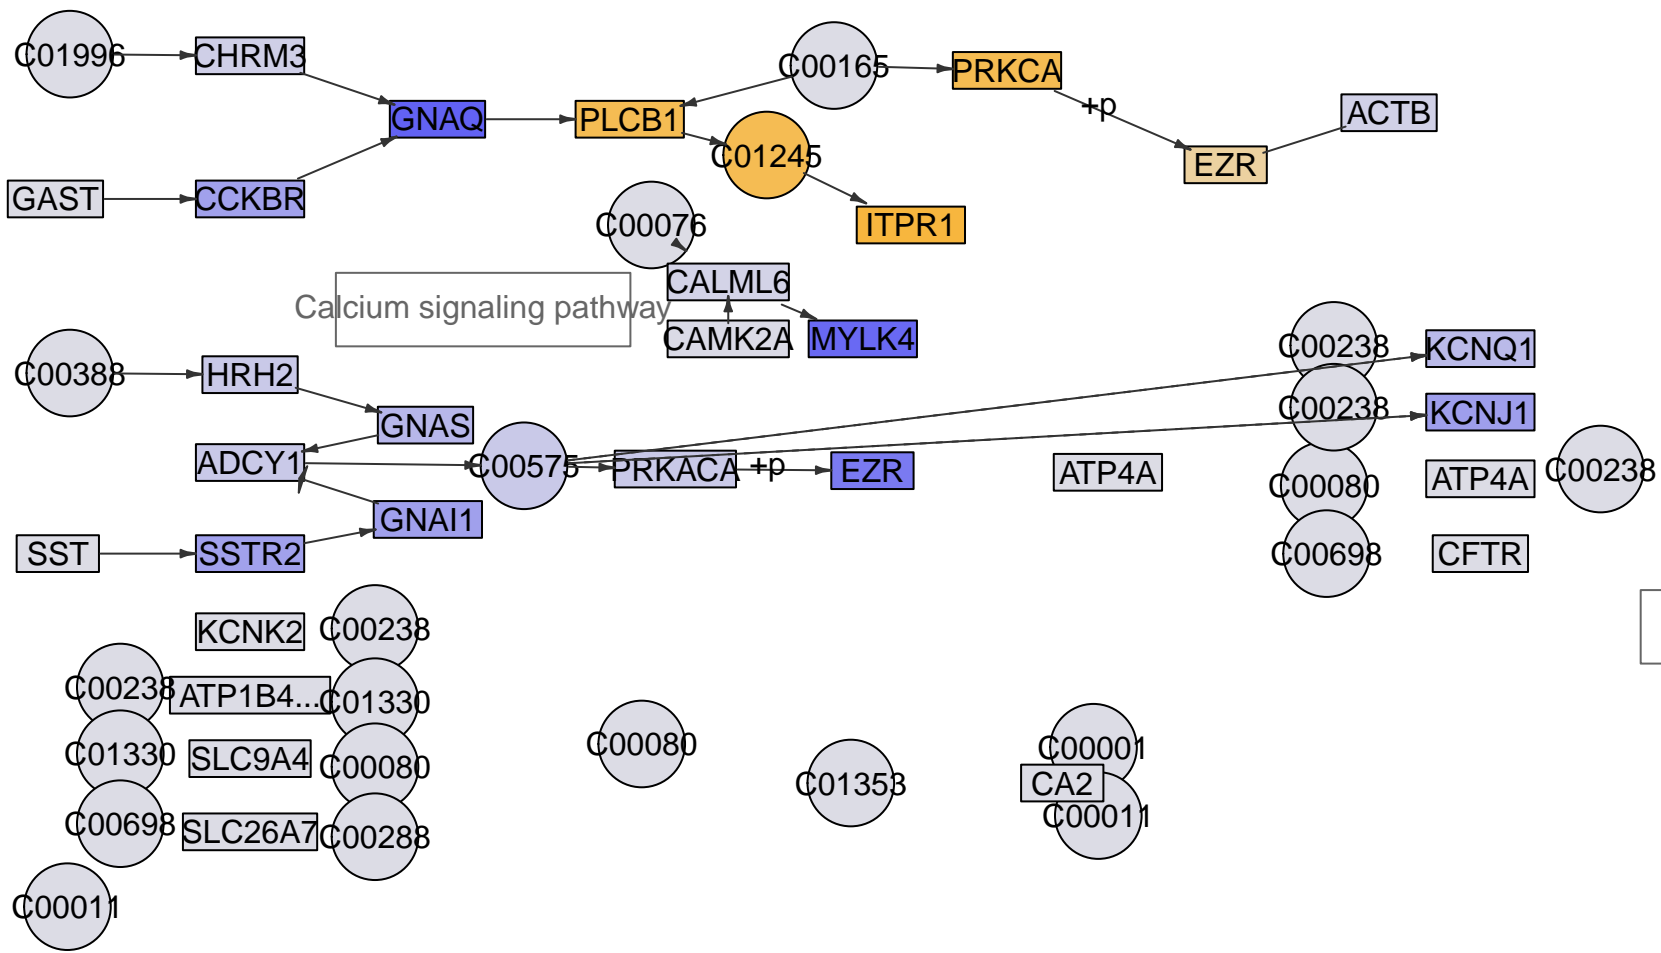 C01996
CHRM3
C00165
PRKCA
GNAQ
PLCB1
+p
ACTB
C01245
EZR
GAST
CCKBR
C00076
ITPR1
CALML6
Calcium signaling pathway
CAMK2A
MYLK4
C00238
KCNQ1
C00388
HRH2
C00238
KCNJ1
GNAS
ADCY1
C00575
PRKACA
+p
EZR
ATP4A
C00080
ATP4A
C00238
GNAI1
SST
SSTR2
C00698
CFTR
KCNK2
C00238
C00238
ATP1B4...
C01330
C01330
SLC9A4
C00080
C00080
C01353
C00001
CA2
C00011
C00698
SLC26A7
C00288
C00011